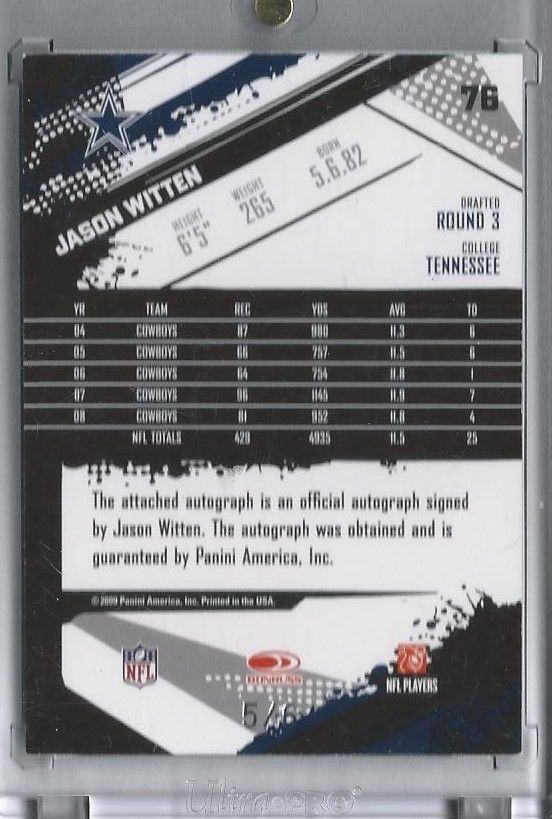 76
JASON WITTEN
HEIGHT WEIGHT BORN
6'5" 265 5.6.82
DRAFTED
ROUND 3
COLLEGE
TENNESSEE
YR TEAM REC YDS AVG TD
04 COWBOYS 87 980 11.3 6
05 COWBOYS 66 757 11.5 6
06 COWBOYS 64 754 11.8 1
07 COWBOYS 96 1145 11.9 7
08 COWBOYS 81 952 11.8 4
NFL TOTALS 429 4935 11.5 25
The attached autograph is an official autograph signed
by Jason Witten. The autograph was obtained and is
guaranteed by Panini America, Inc.
© 2009 Panini America, Inc. Printed in the USA.
NFL
DONRUSS
NFL PLAYERS
Ultra PRO